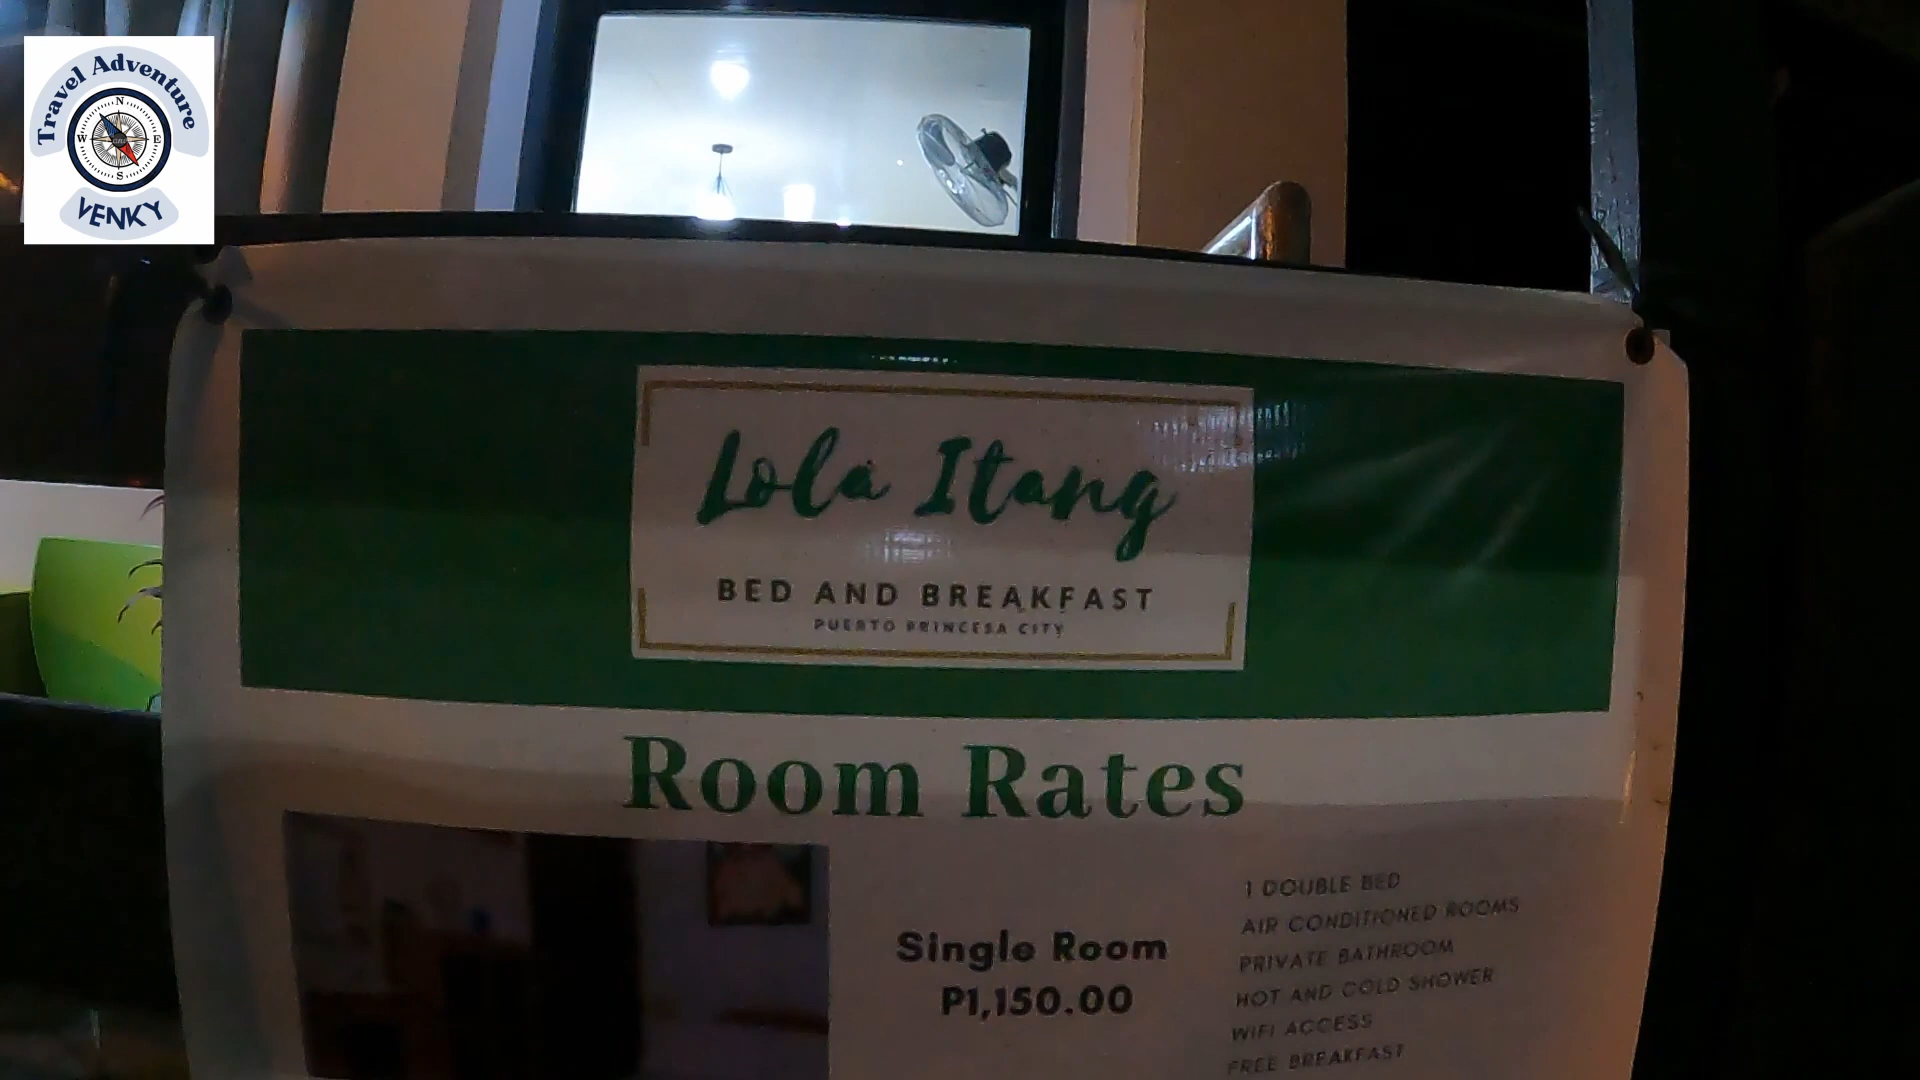 Travel Adventure
N
W
E
S
VENKY
Lola Itang
BED AND BREAKFAST
PUERTO PRINCESA CITY
Room Rates
Single Room
P1,150.00
1 DOUBLE BED
AIR CONDITIONED ROOMS
PRIVATE BATHROOM
HOT AND COLD SHOWER
WIFI ACCESS
FREE BREAKFAST